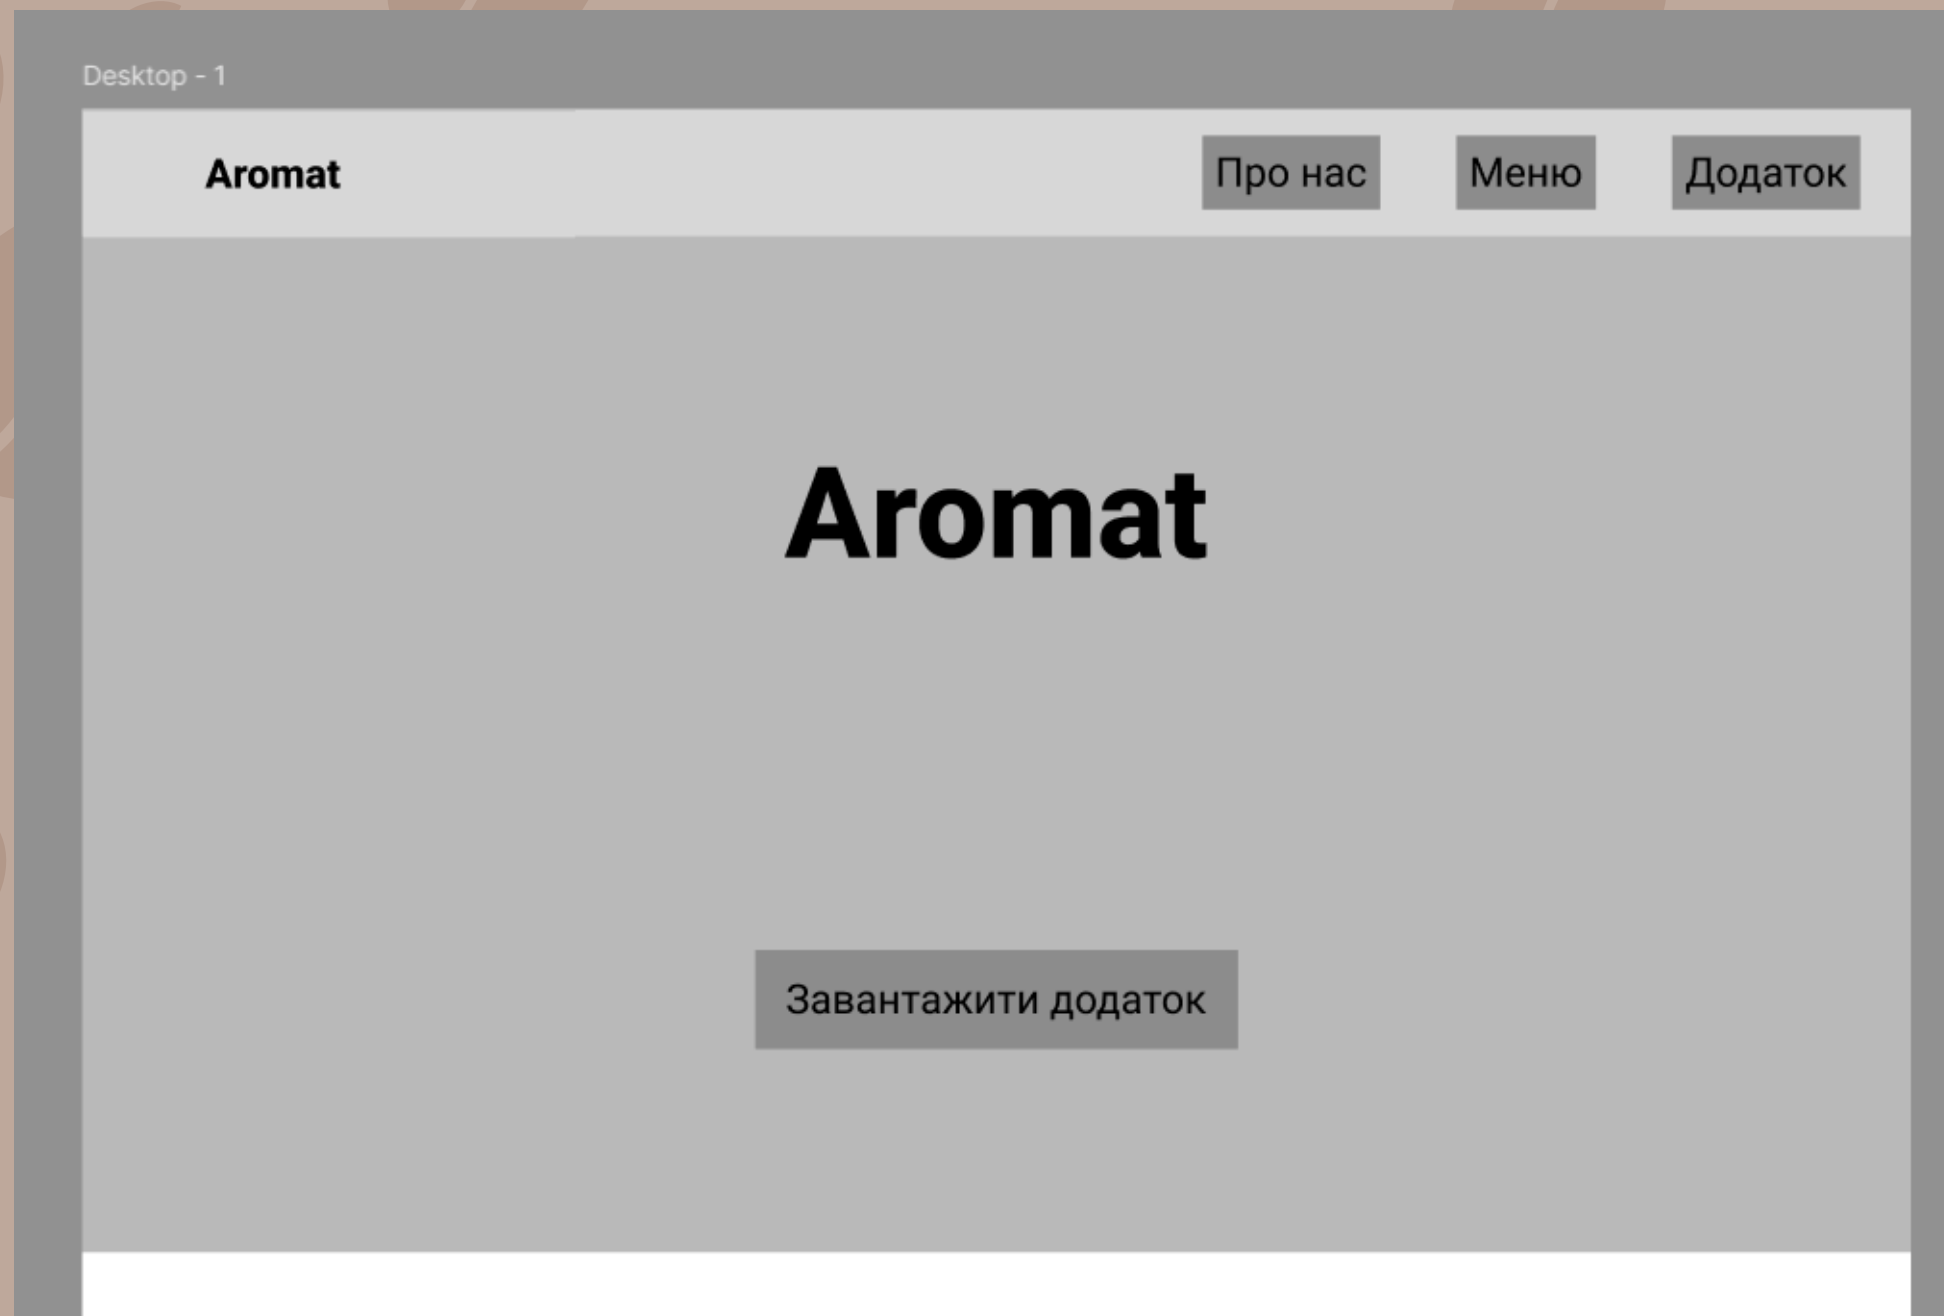 Desktop - 1
Aromat
Про нас
Меню
Додаток
Aromat
Завантажити додаток